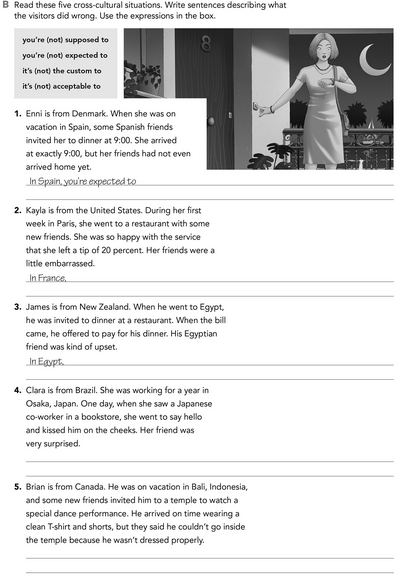 B Read these five cross-cultural situations. Write sentences describing what
the visitors did wrong. Use the expressions in the box.
you're (not) supposed to
you're (not) expected to
it's (not) the custom to
it's (not) acceptable to
8
1. Enni is from Denmark. When she was on
vacation in Spain, some Spanish friends
invited her to dinner at 9:00. She arrived
at exactly 9:00, but her friends had not even
arrived home yet.
In Spain, you're expected to
2. Kayla is from the United States. During her first
week in Paris, she went to a restaurant with some
new friends. She was so happy with the service
that she left a tip of 20 percent. Her friends were a
little embarrassed.
In France,
3. James is from New Zealand. When he went to Egypt,
he was invited to dinner at a restaurant. When the bill
came, he offered to pay for his dinner. His Egyptian
friend was kind of upset.
In Egypt,
4. Clara is from Brazil. She was working for a year in
Osaka, Japan. One day, when she saw a Japanese
co-worker in a bookstore, she went to say hello
and kissed him on the cheeks. Her friend was
very surprised.
5. Brian is from Canada. He was on vacation in Bali, Indonesia,
and some new friends invited him to a temple to watch a
special dance performance. He arrived on time wearing a
clean T-shirt and shorts, but they said he couldn't go inside
the temple because he wasn't dressed properly.